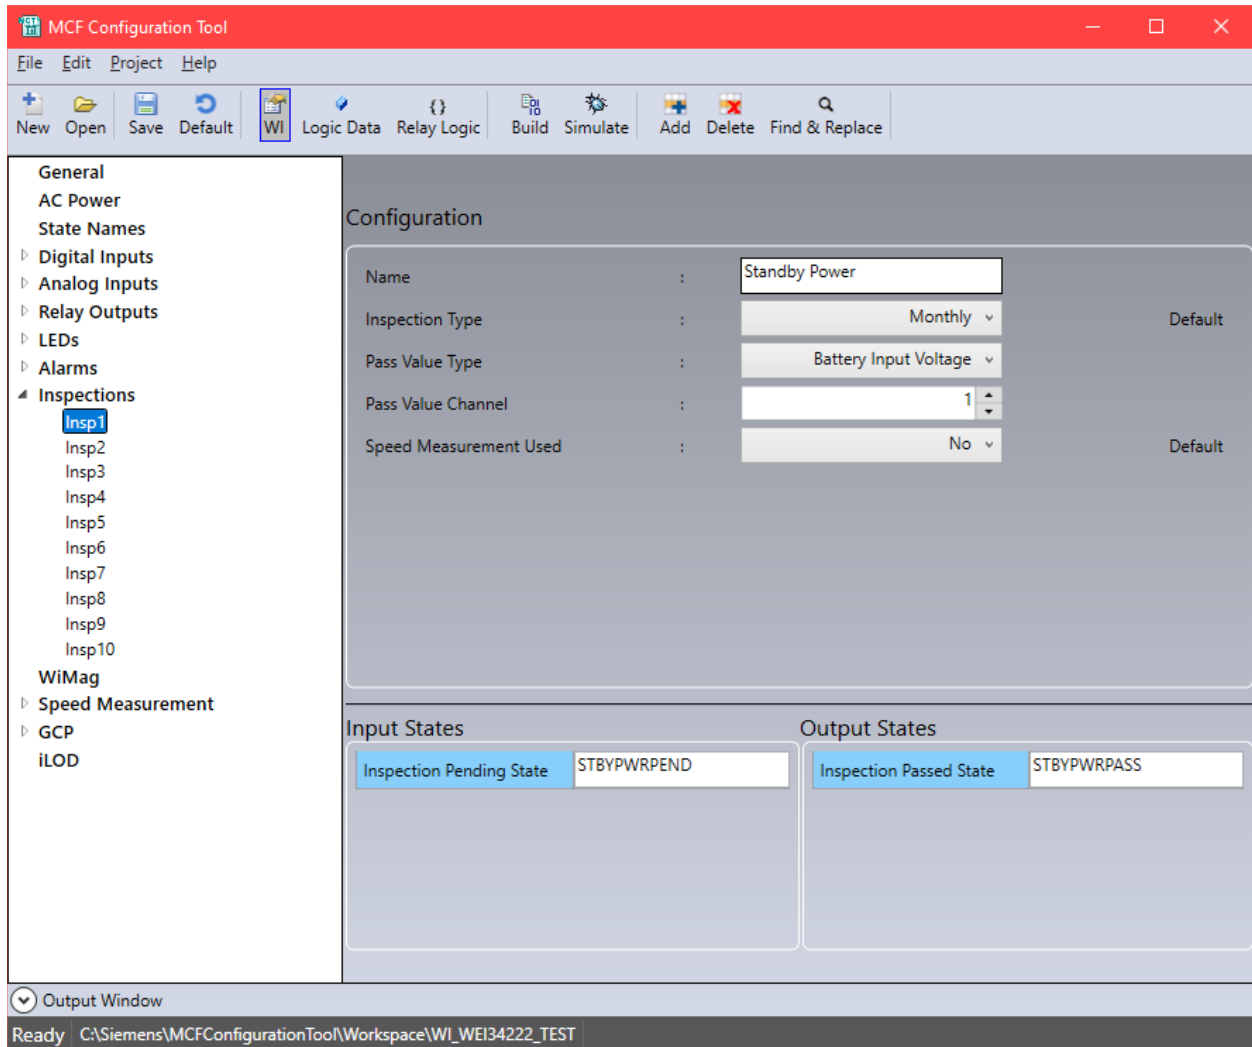 MCF Configuration Tool
File Edit Project Help
New Open Save Default WI Logic Data Relay Logic Build Simulate Add Delete Find & Replace
General
AC Power
State Names
Digital Inputs
Analog Inputs
Relay Outputs
LEDs
Alarms
Inspections
Insp1
Insp2
Insp3
Insp4
Insp5
Insp6
Insp7
Insp8
Insp9
Insp10
WiMag
Speed Measurement
GCP
iLOD
Configuration
Name : Standby Power
Inspection Type : Monthly Default
Pass Value Type : Battery Input Voltage
Pass Value Channel : 1
Speed Measurement Used : No Default
Input States
Inspection Pending State STBYPWRPEND
Output States
Inspection Passed State STBYPWRPASS
Output Window
Ready C:\Siemens\MCFConfigurationTool\Workspace\WI_WEI34222_TEST